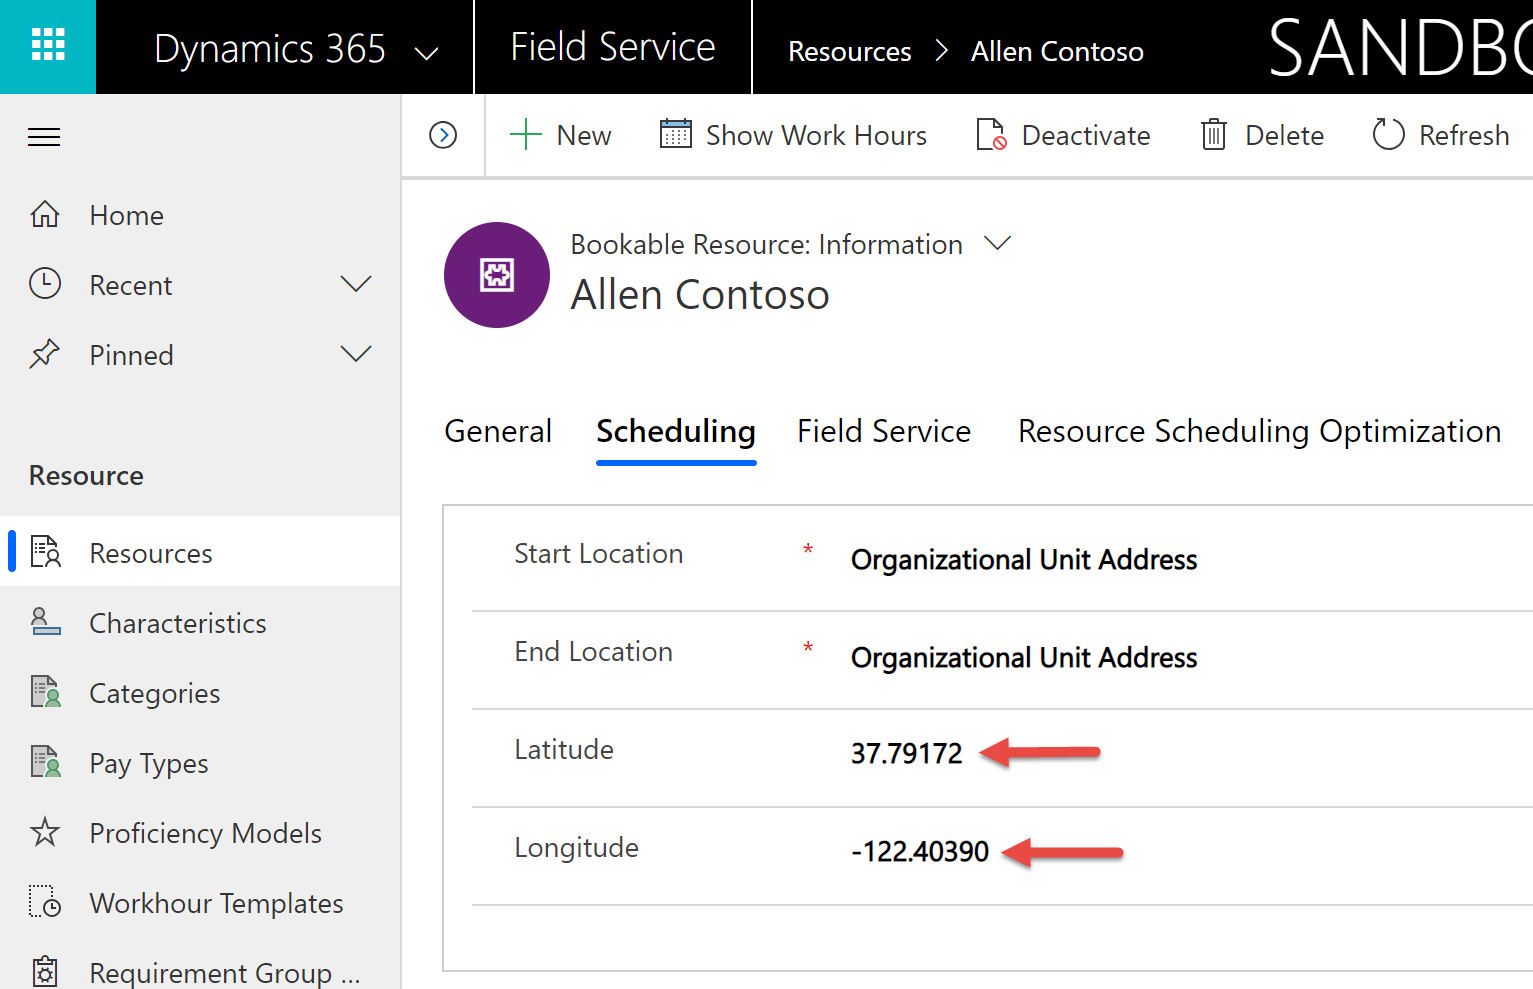 Dynamics 365
Field Service
Resources > Allen Contoso
New
Show Work Hours
Deactivate
Delete
Refresh
Home
Recent
Pinned
Resource
Resources
Characteristics
Categories
Pay Types
Proficiency Models
Workhour Templates
Requirement Group ...
Bookable Resource: Information
Allen Contoso
General
Scheduling
Field Service
Resource Scheduling Optimization
Start Location * Organizational Unit Address
End Location * Organizational Unit Address
Latitude 37.79172
Longitude -122.40390